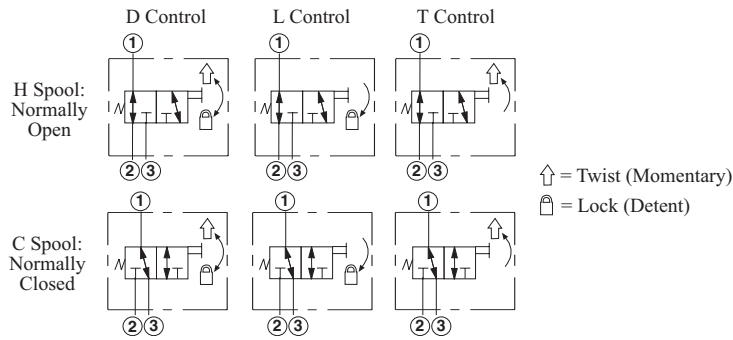 D Control L Control T Control
1 1 1
H Spool:
Normally
Open
2 3 2 3 2 3
= Twist (Momentary)
= Lock (Detent)
1 1 1
C Spool:
Normally
Closed
2 3 2 3 2 3